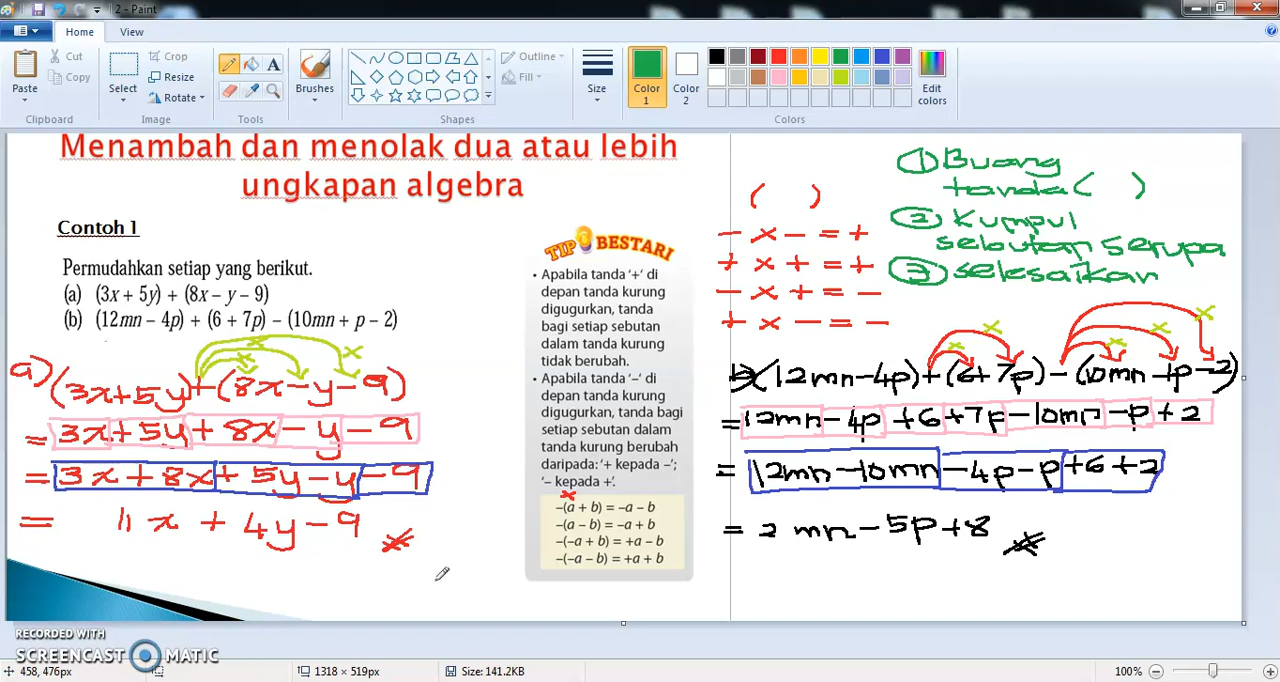 2 - Paint
Home
View
Paste
Cut
Copy
Clipboard
Select
Crop
Resize
Rotate
Image
A
Tools
Brushes
Shapes
Outline
Fill
Size
Color 1
Color 2
Edit colors
Colors
Menambah dan menolak dua atau lebih
ungkapan algebra
Contoh 1
Permudahkan setiap yang berikut.
(a) (3x + 5y) + (8x – y – 9)
(b) (12mn – 4p) + (6 + 7p) – (10mn + p – 2)
a) (3x+5y)+(8x-y-9)
= 3x+5y+8x-y-9
= 3x+8x+5y-y-9
= 11x + 4y-9
TIP BESTARI
• Apabila tanda ‘+’ di
depan tanda kurung
digugurkan, tanda
bagi setiap sebutan
dalam tanda kurung
tidak berubah.
• Apabila tanda ‘–’ di
depan tanda kurung
digugurkan, tanda bagi
setiap sebutan dalam
tanda kurung berubah
daripada: ‘+ kepada –’;
‘– kepada +’.
–(a + b) = –a – b
–(a – b) = –a + b
–(–a + b) = +a – b
–(–a – b) = +a + b
( )
- x - = +
+ x + = +
- x + = -
+ x - = -
① Buang
tanda ( )
② Kumpul
sebutan serupa
③ selesaikan
b) (12mn-4p)+(6+7p)-(10mn+p-2)
= 12mn-4p+6+7p-10mn-p+2
= 12mn-10mn-4p-p+6+2
= 2mn-5p+8
RECORDED WITH
SCREENCAST MATIC
458, 476px
1318 × 519px
Size: 141.2KB
100%